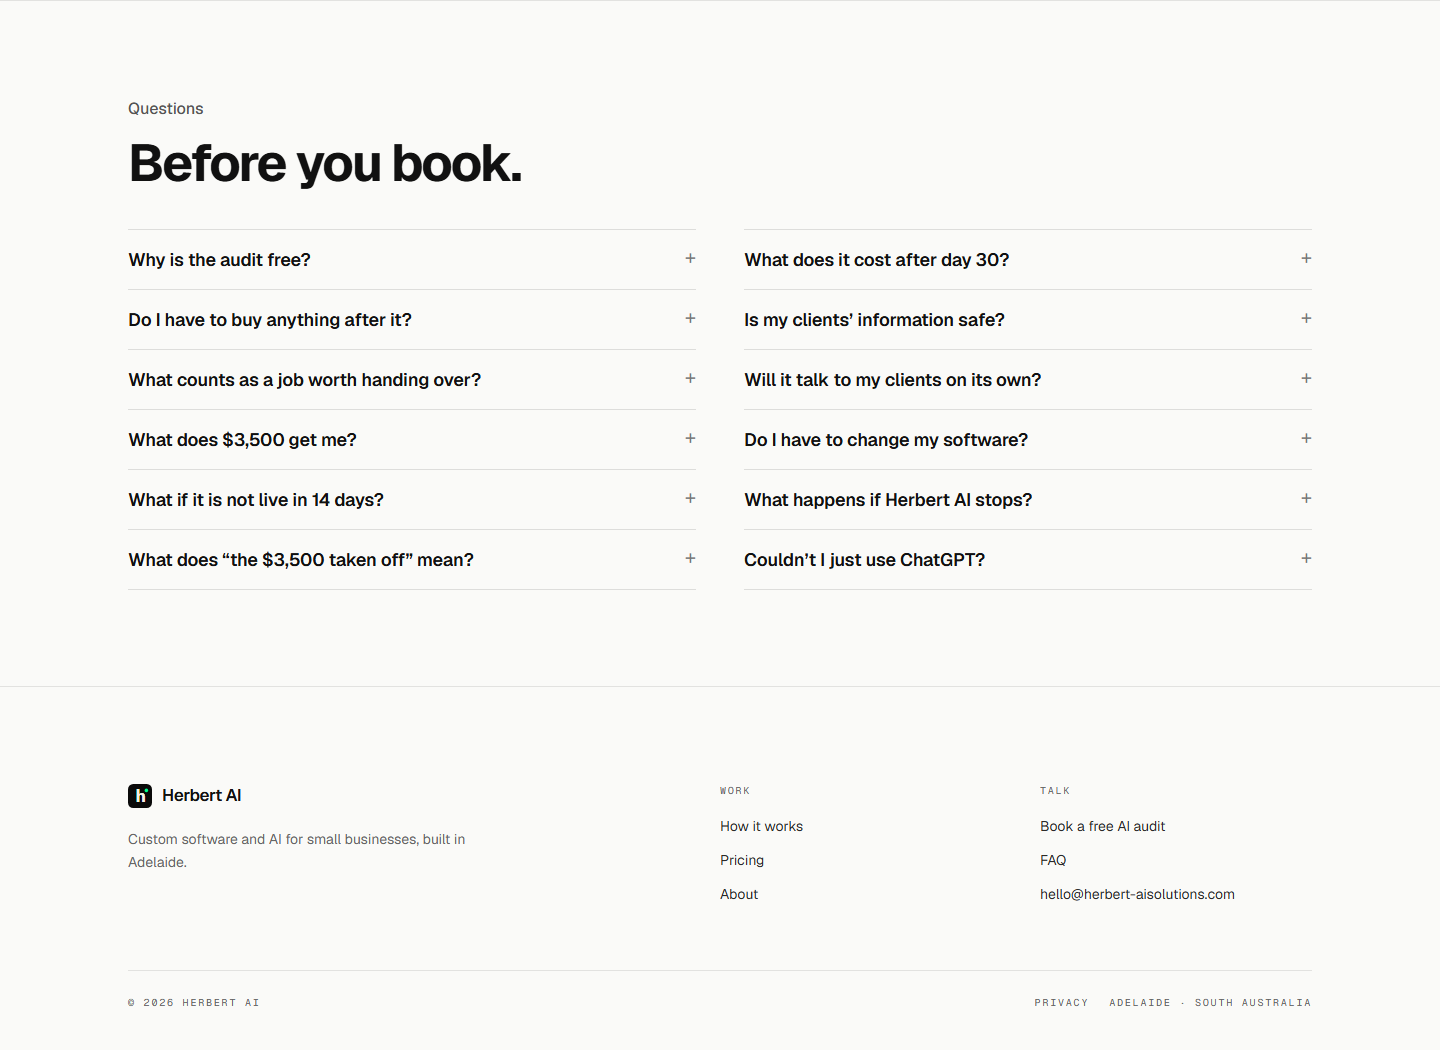 Questions
Before you book.
Why is the audit free? +
Do I have to buy anything after it? +
What counts as a job worth handing over? +
What does $3,500 get me? +
What if it is not live in 14 days? +
What does “the $3,500 taken off” mean? +
What does it cost after day 30? +
Is my clients’ information safe? +
Will it talk to my clients on its own? +
Do I have to change my software? +
What happens if Herbert AI stops? +
Couldn’t I just use ChatGPT? +
h Herbert AI
Custom software and AI for small businesses, built in
Adelaide.
WORK
How it works
Pricing
About
TALK
Book a free AI audit
FAQ
hello@herbert-aisolutions.com
© 2026 HERBERT AI
PRIVACY ADELAIDE · SOUTH AUSTRALIA